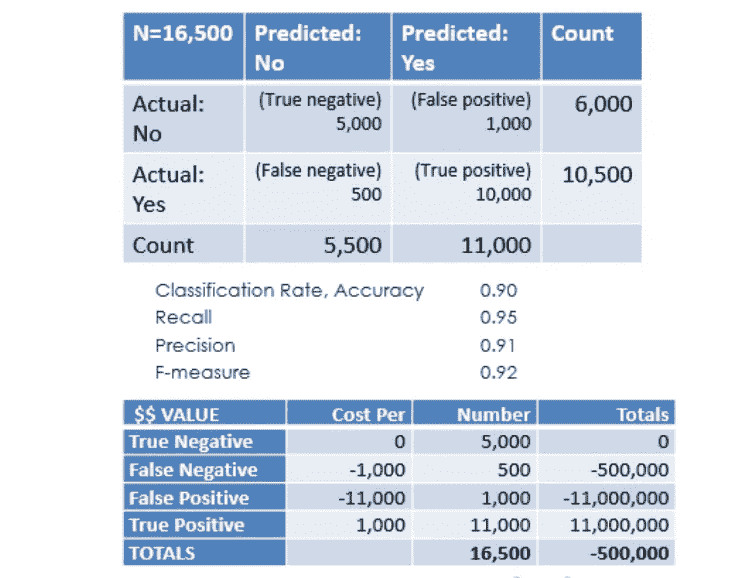 N=16,500 Predicted: No Predicted: Yes Count
Actual: No (True negative) 5,000 (False positive) 1,000 6,000
Actual: Yes (False negative) 500 (True positive) 10,000 10,500
Count 5,500 11,000
Classification Rate, Accuracy 0.90
Recall 0.95
Precision 0.91
F-measure 0.92
$$ VALUE Cost Per Number Totals
True Negative 0 5,000 0
False Negative -1,000 500 -500,000
False Positive -11,000 1,000 -11,000,000
True Positive 1,000 11,000 11,000,000
TOTALS 16,500 -500,000